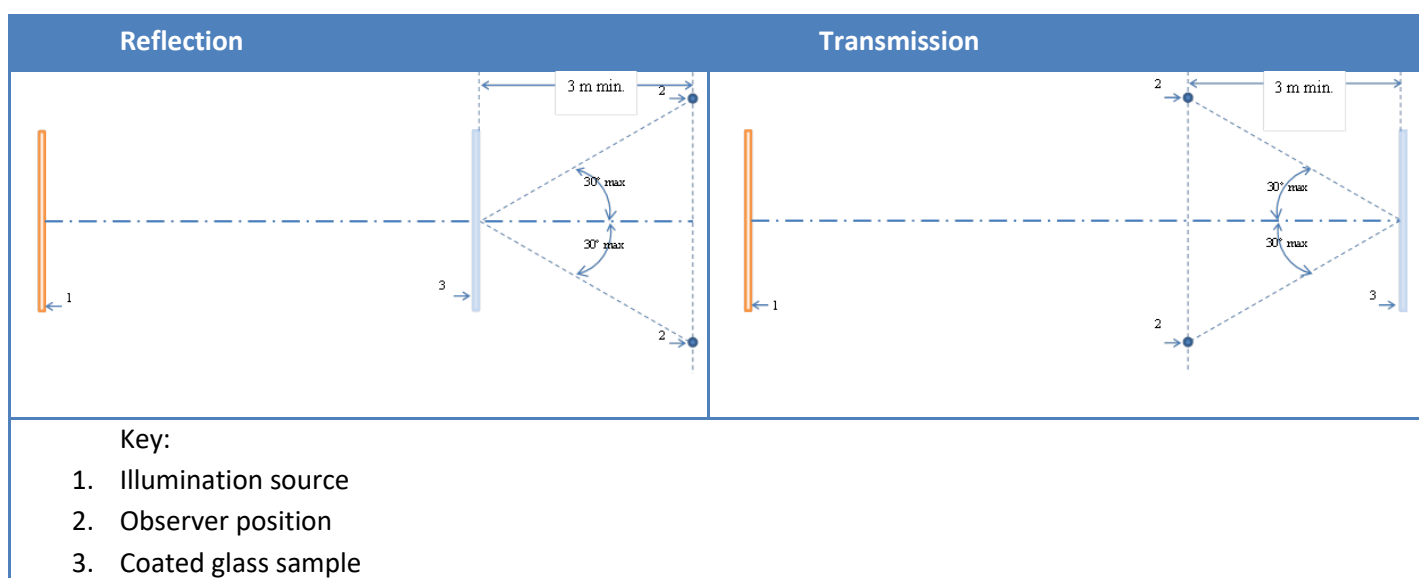 Reflection
Transmission
3 m min.
2
30° max
30° max
1
3
2
2
3 m min.
30° max
30° max
1
3
2
Key:
1. Illumination source
2. Observer position
3. Coated glass sample